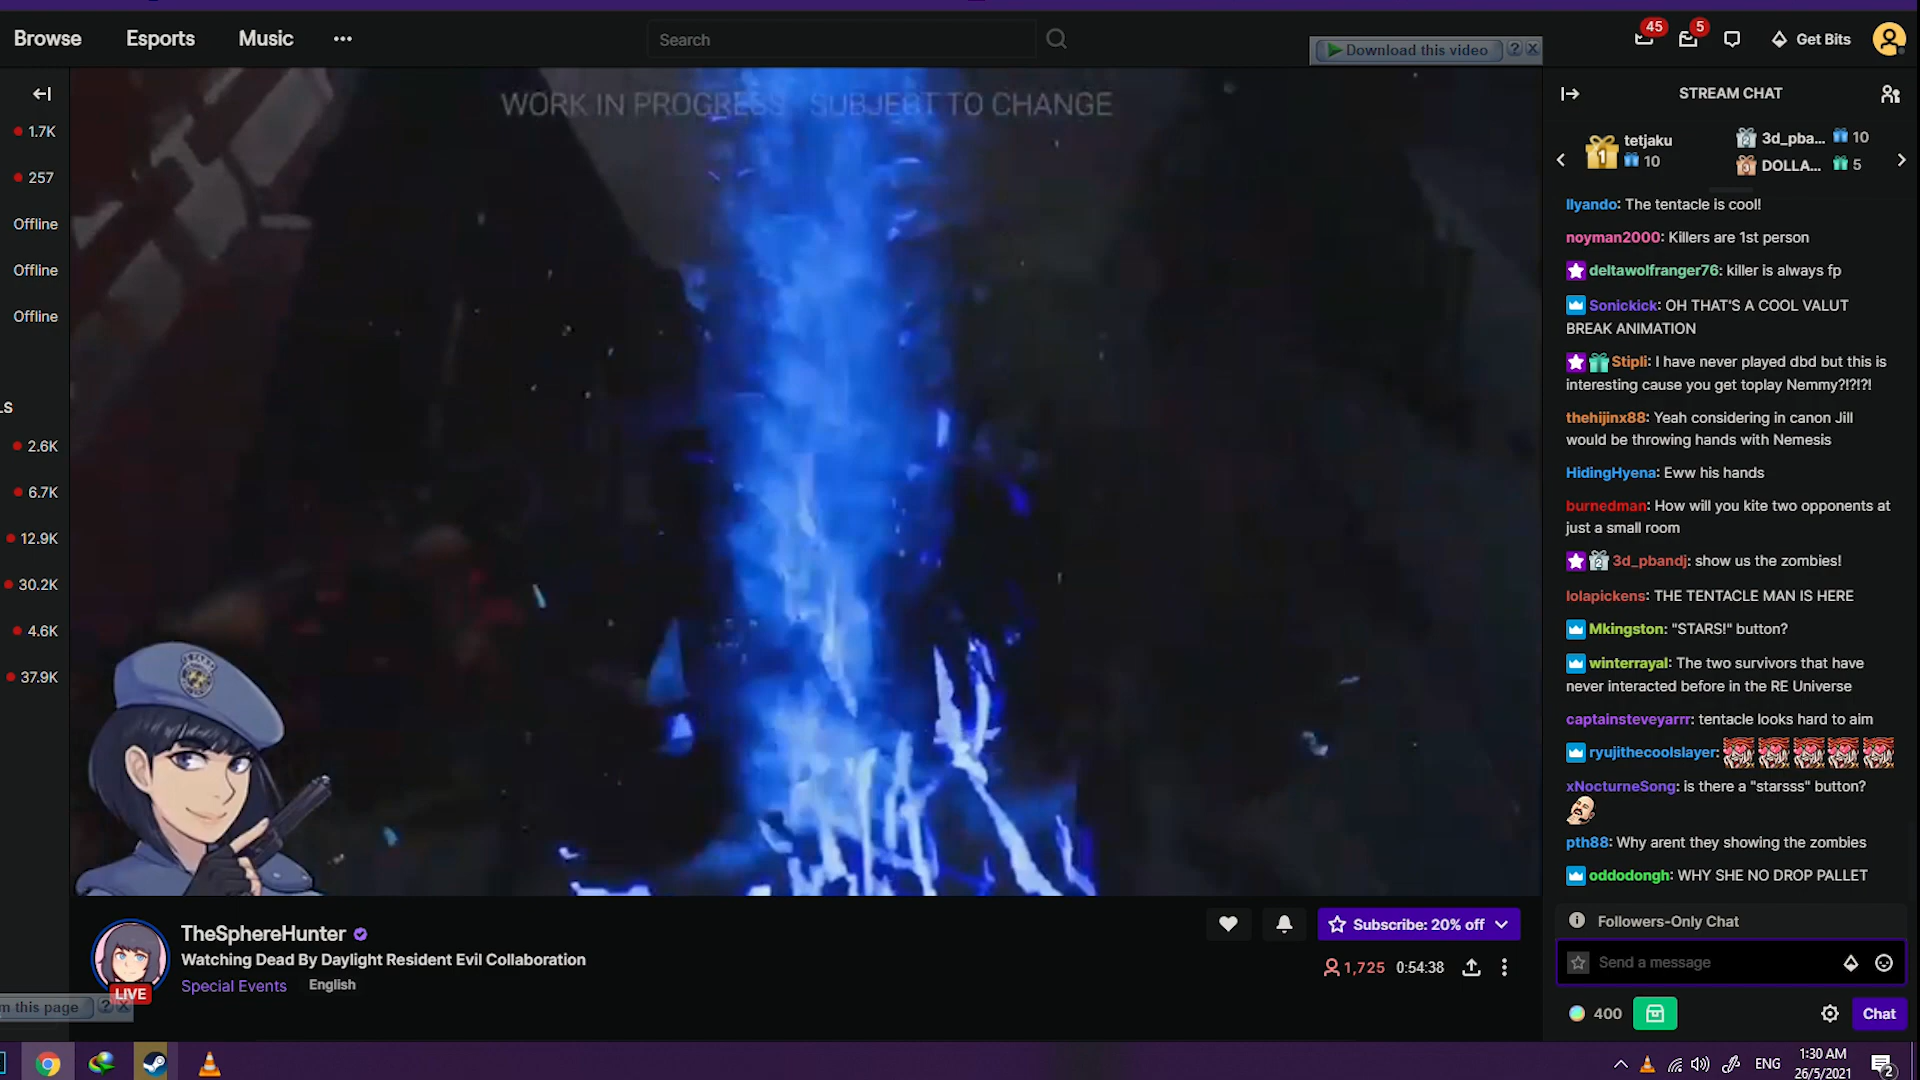 Browse
Esports
Music
Search
Download this video
45
5
Get Bits
1.7K
257
Offline
Offline
Offline
LS
2.6K
6.7K
12.9K
30.2K
4.6K
37.9K
WORK IN PROGRESS SUBJECT TO CHANGE
STREAM CHAT
1
tetjaku
10
2
3d_pba...
10
3
DOLLA...
5
Ilyando: The tentacle is cool!
noyman2000: Killers are 1st person
deltawolfranger76: killer is always fp
Sonickick: OH THAT'S A COOL VALUT
BREAK ANIMATION
Stipli: I have never played dbd but this is
interesting cause you get toplay Nemmy?!?!?!
thehijinx88: Yeah considering in canon Jill
would be throwing hands with Nemesis
HidingHyena: Eww his hands
burnedman: How will you kite two opponents at
just a small room
2
3d_pbandj: show us the zombies!
lolapickens: THE TENTACLE MAN IS HERE
Mkingston: "STARS!" button?
winterrayal: The two survivors that have
never interacted before in the RE Universe
captainsteveyarrr: tentacle looks hard to aim
ryujithecoolslayer:
xNocturneSong: is there a "starsss" button?
pth88: Why arent they showing the zombies
oddodongh: WHY SHE NO DROP PALLET
Followers-Only Chat
Send a message
400
Chat
TheSphereHunter
Watching Dead By Daylight Resident Evil Collaboration
Special Events
English
LIVE
Subscribe: 20% off
1,725
0:54:38
m this page
ENG
1:30 AM
26/5/2021
2